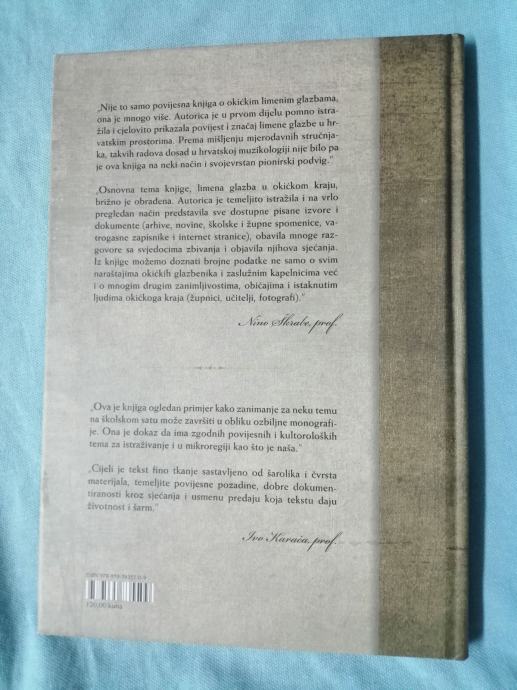 „Nije to samo povijesna knjiga o okićkim limenim glazbama,
ona je mnogo više. Autorica je u prvom dijelu pomno istra-
žila i cjelovito prikazala povijest i značaj limene glazbe u hr-
vatskim prostorima. Prema mišljenju mjerodavnih stručnja-
ka, takvih radova dosad u hrvatskoj muzikologiji nije bilo pa
je ova knjiga na neki način i svojevrstan pionirski podvig.“
„Osnovna tema knjige, limena glazba u okićkom kraju,
brižno je obrađena. Autorica je temeljito istražila i na vrlo
pregledan način predstavila sve dostupne pisane izvore i
dokumente (arhive, novine, školske i župne spomenice, va-
trogasne zapisnike i internet stranice), obavila mnoge raz-
govore sa svjedocima zbivanja i objavila njihova sjećanja.
Iz knjige možemo doznati brojne podatke ne samo o svim
naraštajima okićkih glazbenika i zaslužnim kapelnicima već
i o mnogim drugim zanimljivostima, običajima i istaknutim
ljudima okićkoga kraja (župnici, učitelji, fotografi).“
Nino Škrabe, prof.
„Ova je knjiga ogledan primjer kako zanimanje za neku temu
na školskom satu može završiti u obliku ozbiljne monografi-
je. Ona je dokaz da ima zgodnih povijesnih i kultoroloških
tema za istraživanje i u mikroregiji kao što je naša.“
„Cijeli je tekst fino tkanje sastavljeno od šarolika i čvrsta
materijala, temeljite povijesne pozadine, dobre dokumen-
tiranosti kroz sjećanja i usmenu predaju koja tekstu daju
životnost i šarm.“
Ivo Karača, prof.
ISBN 978-953-
120,00 kuna